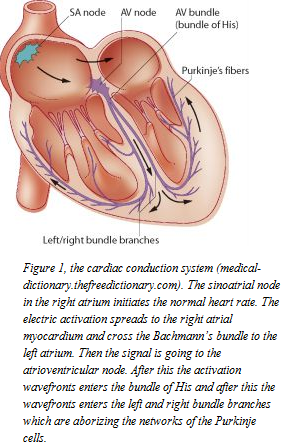 SA node AV node AV bundle
(bundle of His)
Purkinje's fibers
Left/right bundle branches
Figure 1, the cardiac conduction system (medical-
dictionary.thefreedictionary.com). The sinoatrial node
in the right atrium initiates the normal heart rate. The
electric activation spreads to the right atrial
myocardium and cross the Bachmann's bundle to the
left atrium. Then the signal is going to the
atrioventricular node. After this the activation
wavefronts enters the bundle of His and after this the
wavefronts enters the left and right bundle branches
which are aborizing the networks of the Purkinje
cells.